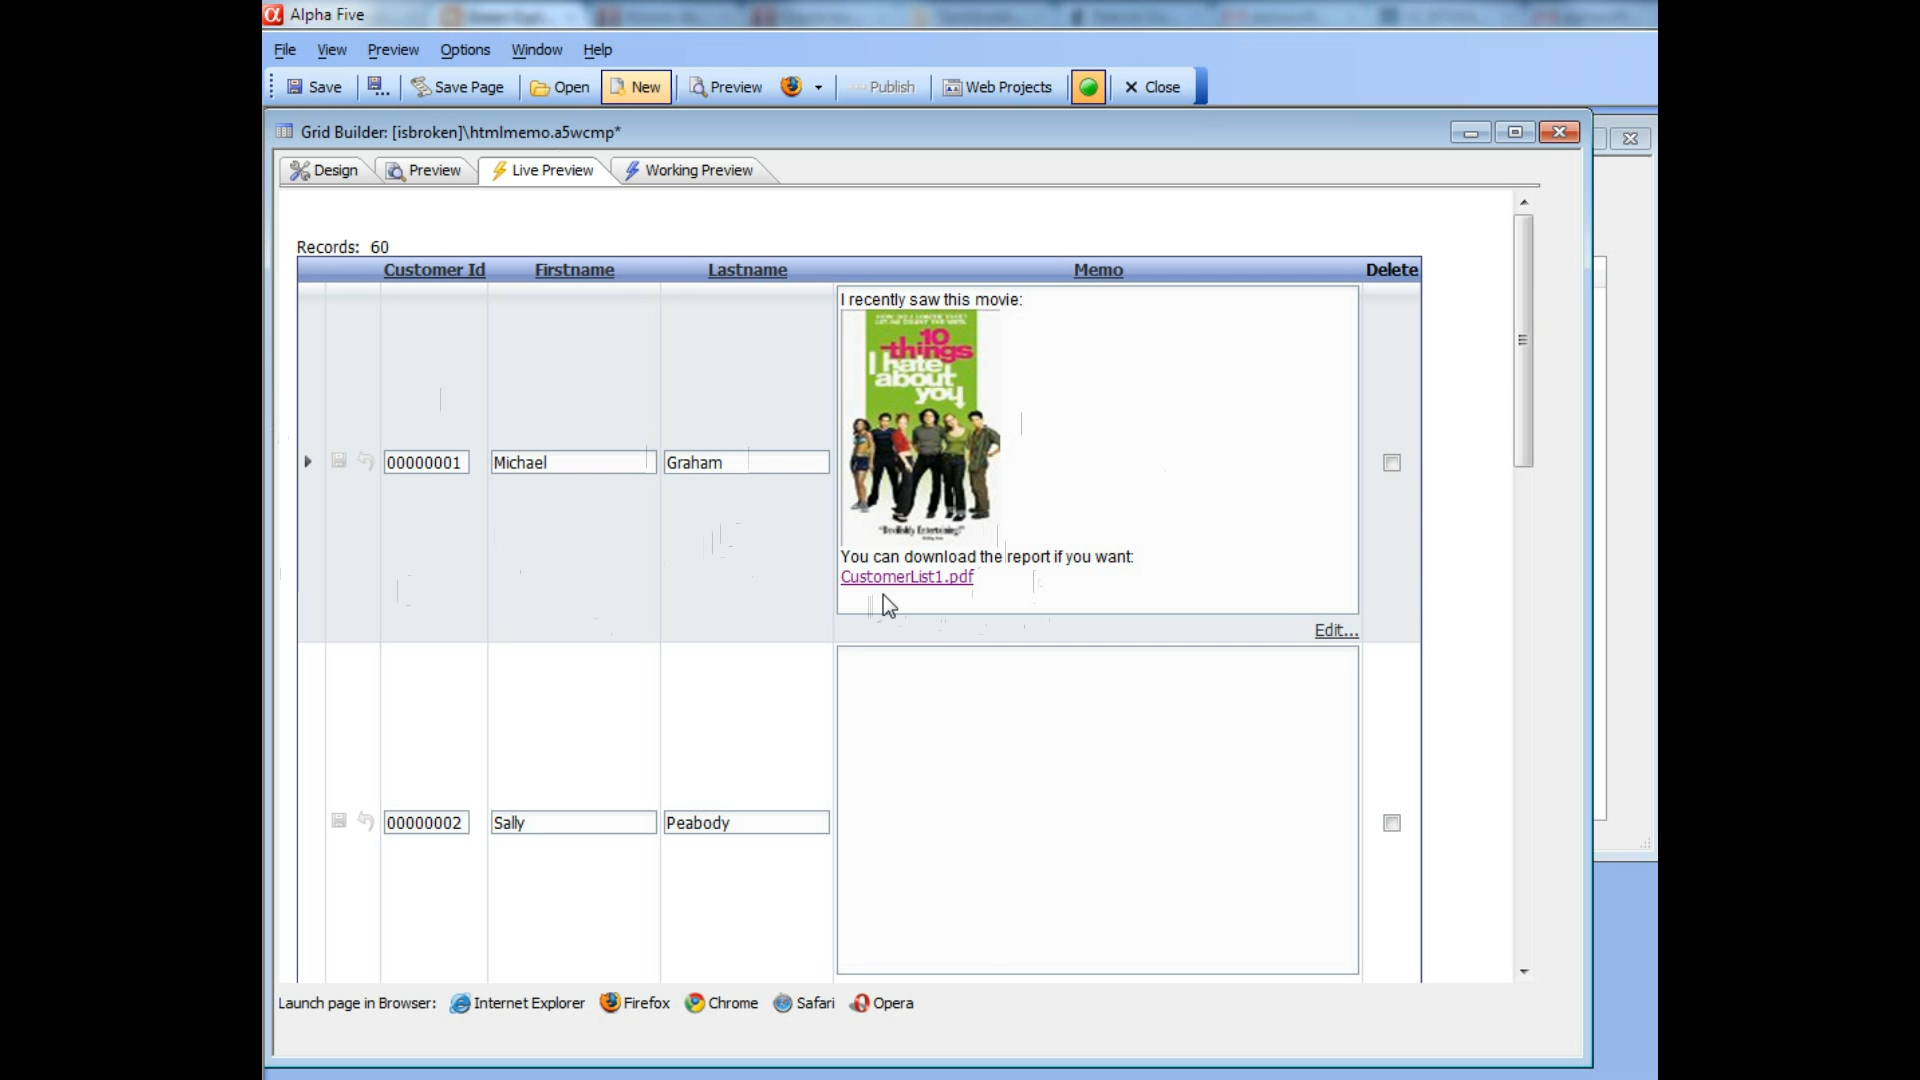 Alpha Five
File View Preview Options Window Help
Save Save Page Open New Preview Publish Web Projects Close
Grid Builder: [isbroken]\htmlmemo.a5wcmp*
Design Preview Live Preview Working Preview
Records: 60
Customer Id Firstname Lastname Memo Delete
I recently saw this movie:
10
things
I hate
about
you
"Devilishly Entertaining!"
00000001 Michael Graham
You can download the report if you want:
CustomerList1.pdf
Edit...
00000002 Sally Peabody
Launch page in Browser: Internet Explorer Firefox Chrome Safari Opera